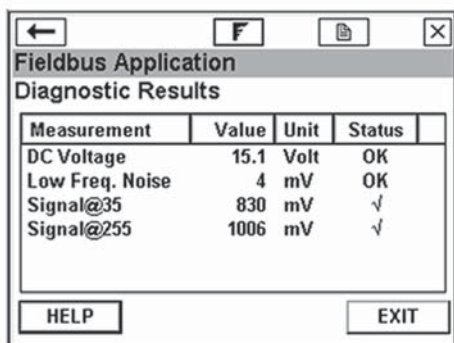 F
Fieldbus Application
Diagnostic Results
Measurement Value Unit Status
DC Voltage 15.1 Volt OK
Low Freq. Noise 4 mV OK
Signal@35 830 mV √
Signal@255 1006 mV √
HELP EXIT